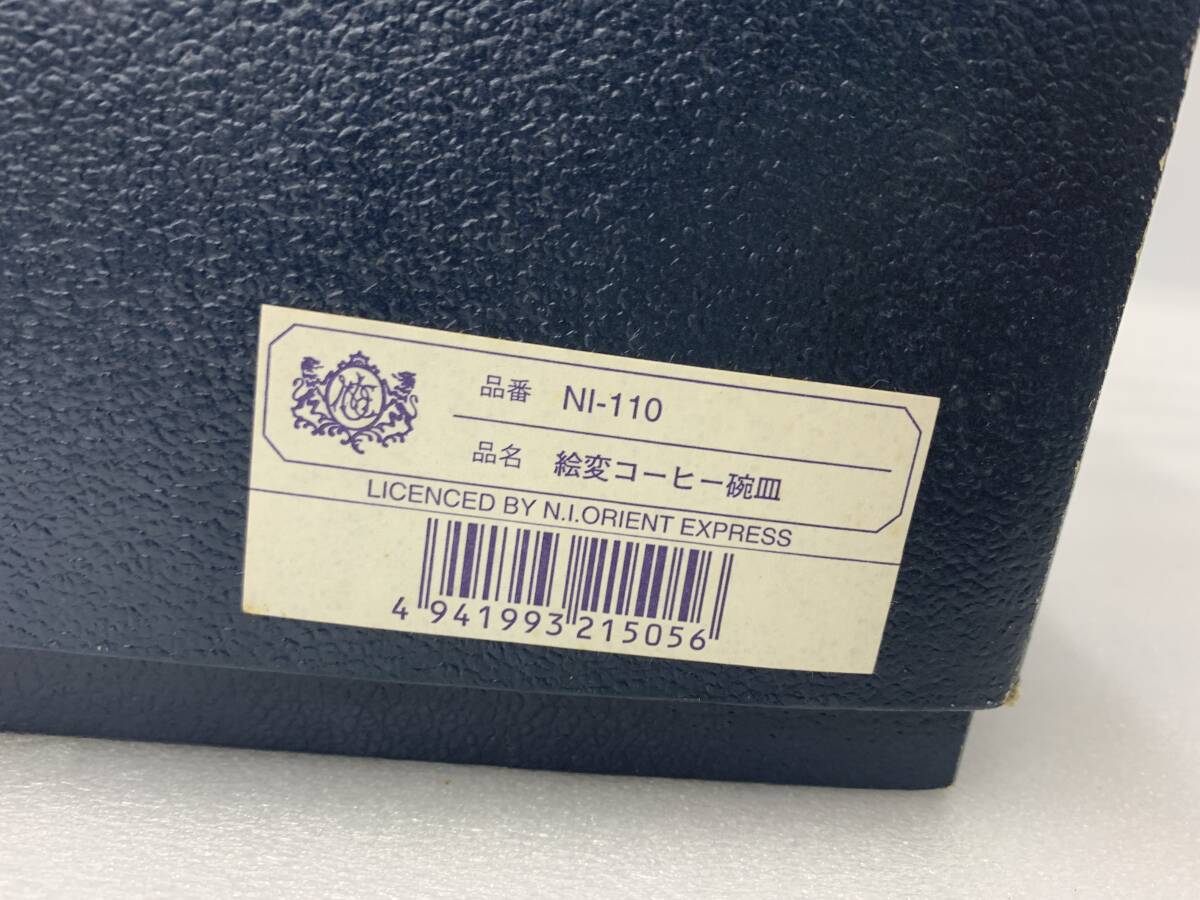 品番 NI-110
品名 絵変コーヒー碗皿
LICENCED BY N.I.ORIENT EXPRESS
4 941993 215056